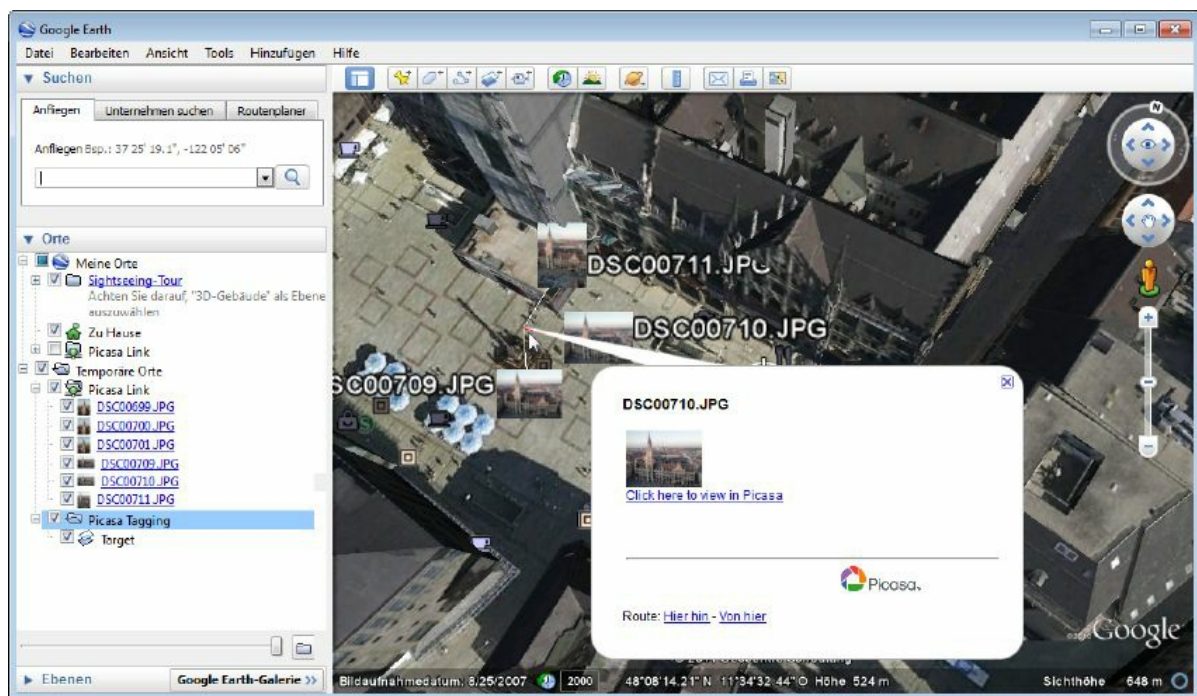 Google Earth
Datei Bearbeiten Ansicht Tools Hinzufügen Hilfe
Suchen
Anfliegen Unternehmen suchen Routenplaner
Anfliegen Bsp.: 37 25' 19.1", -122 05' 06"
Orte
Meine Orte
Sightseeing-Tour
Achten Sie darauf, "3D-Gebäude" als Ebene
auszuwählen
Zu Hause
Picasa Link
Temporäre Orte
Picasa Link
DSC00699.JPG
DSC00700.JPG
DSC00701.JPG
DSC00709.JPG
DSC00710.JPG
DSC00711.JPG
Picasa Tagging
Target
Ebenen
Google Earth-Galerie >>
N
DSC00711.JPG
DSC00710.JPG
SC00709.JPG
DSC00710.JPG
Click here to view in Picasa
Picasa
Route: Hier hin - Von hier
Google
Bildaufnahmedatum: 8/25/2007 2000 48°08'14.21" N 11°34'32.44" O Höhe 524 m Sichthöhe 648 m